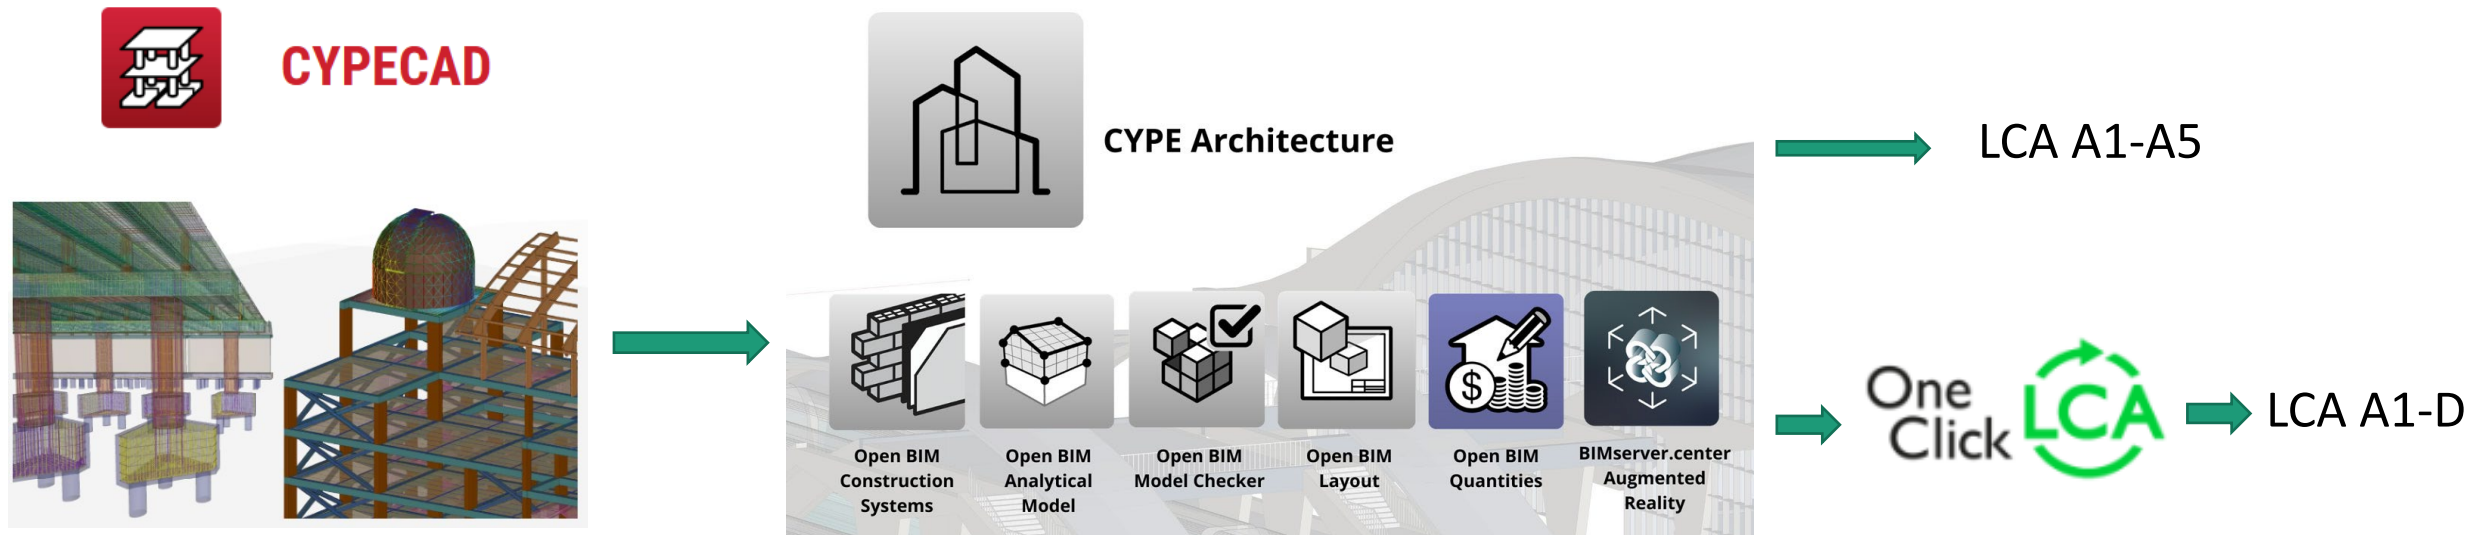 CYPECAD
CYPE Architecture
LCA A1-A5
Open BIM
Construction
Systems
Open BIM
Analytical
Model
Open BIM
Model Checker
Open BIM
Layout
$
Open BIM
Quantities
BIMserver.center
Augmented
Reality
One
Click
LCA
LCA A1-D